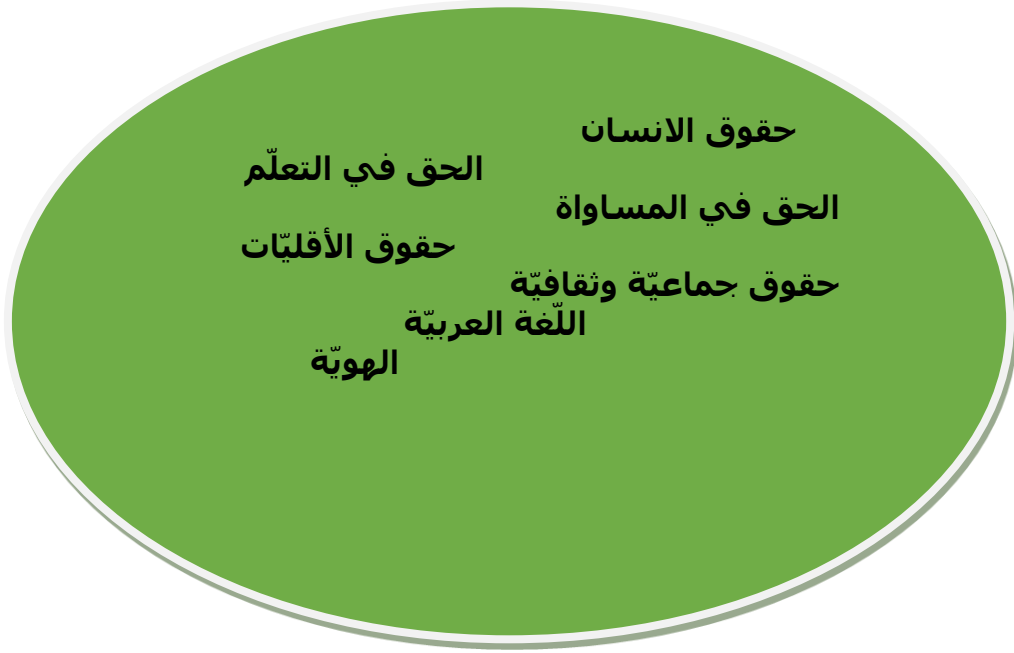 حقوق الانسان
الحق في التعلّم
الحق في المساواة
حقوق الأقليّات
حقوق جماعيّة وثقافيّة
اللّغة العربيّة
الهويّة